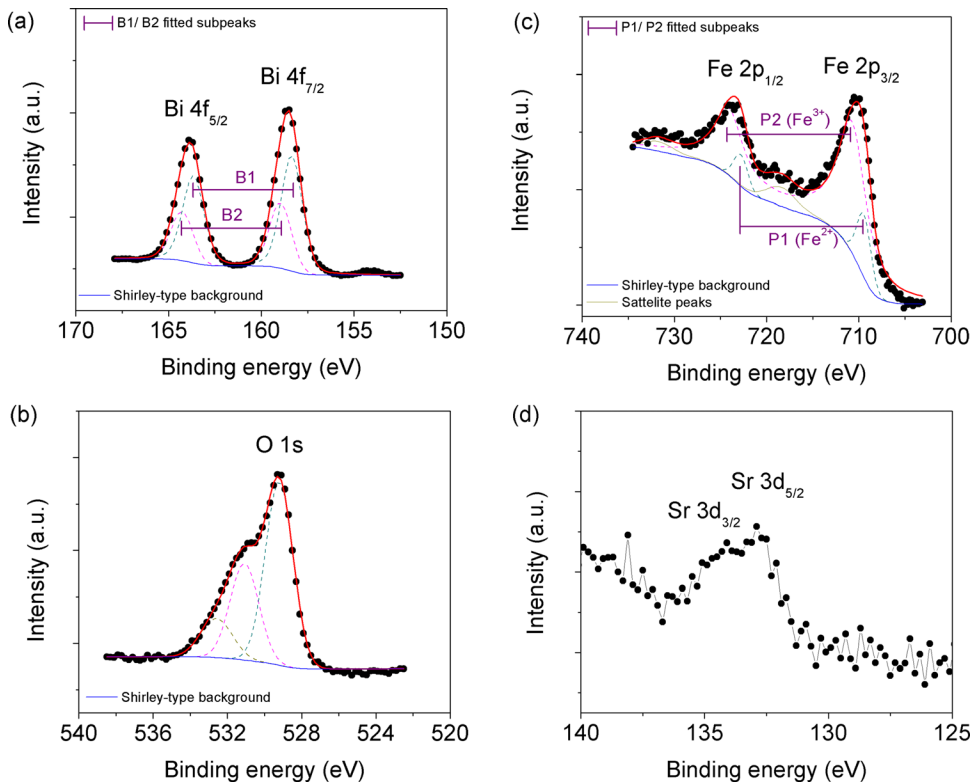 (a)
B1/ B2 fitted subpeaks
Bi 4f7/2
Bi 4f5/2
B1
B2
Shirley-type background
Intensity (a.u.)
170 165 160 155 150
Binding energy (eV)
(c)
P1/ P2 fitted subpeaks
Fe 2p1/2
Fe 2p3/2
P2 (Fe3+)
P1 (Fe2+)
Shirley-type background
Sattelite peaks
Intensity (a.u.)
740 730 720 710 700
Binding energy (eV)
(b)
O 1s
Shirley-type background
Intensity (a.u.)
540 536 532 528 524 520
Binding energy (eV)
(d)
Sr 3d5/2
Sr 3d3/2
Intensity (a.u.)
140 135 130 125
Binding energy (eV)